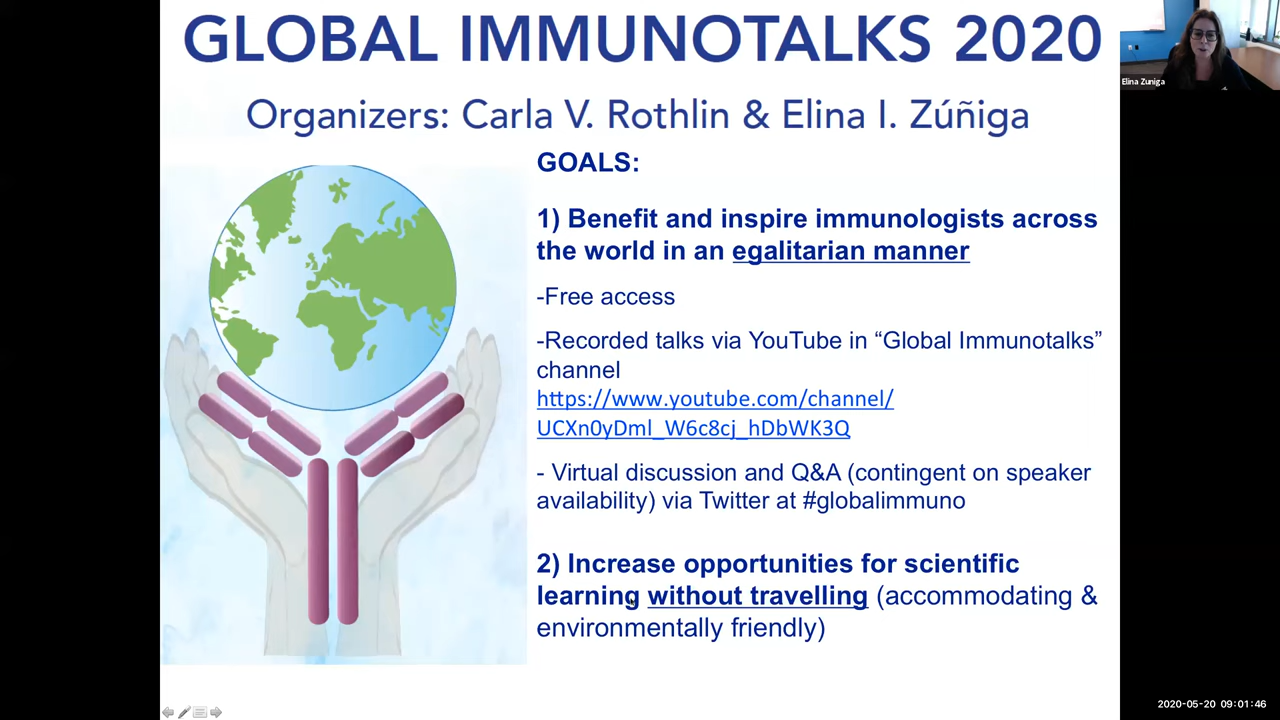 GLOBAL IMMUNOTALKS 2020
Organizers: Carla V. Rothlin & Elina I. Zúñiga
Elina Zuniga
GOALS:
1) Benefit and inspire immunologists across
the world in an egalitarian manner
-Free access
-Recorded talks via YouTube in “Global Immunotalks”
channel
https://www.youtube.com/channel/
UCXn0yDml_W6c8cj_hDbWK3Q
- Virtual discussion and Q&A (contingent on speaker
availability) via Twitter at #globalimmuno
2) Increase opportunities for scientific
learning without travelling (accommodating &
environmentally friendly)
2020-05-20 09:01:46